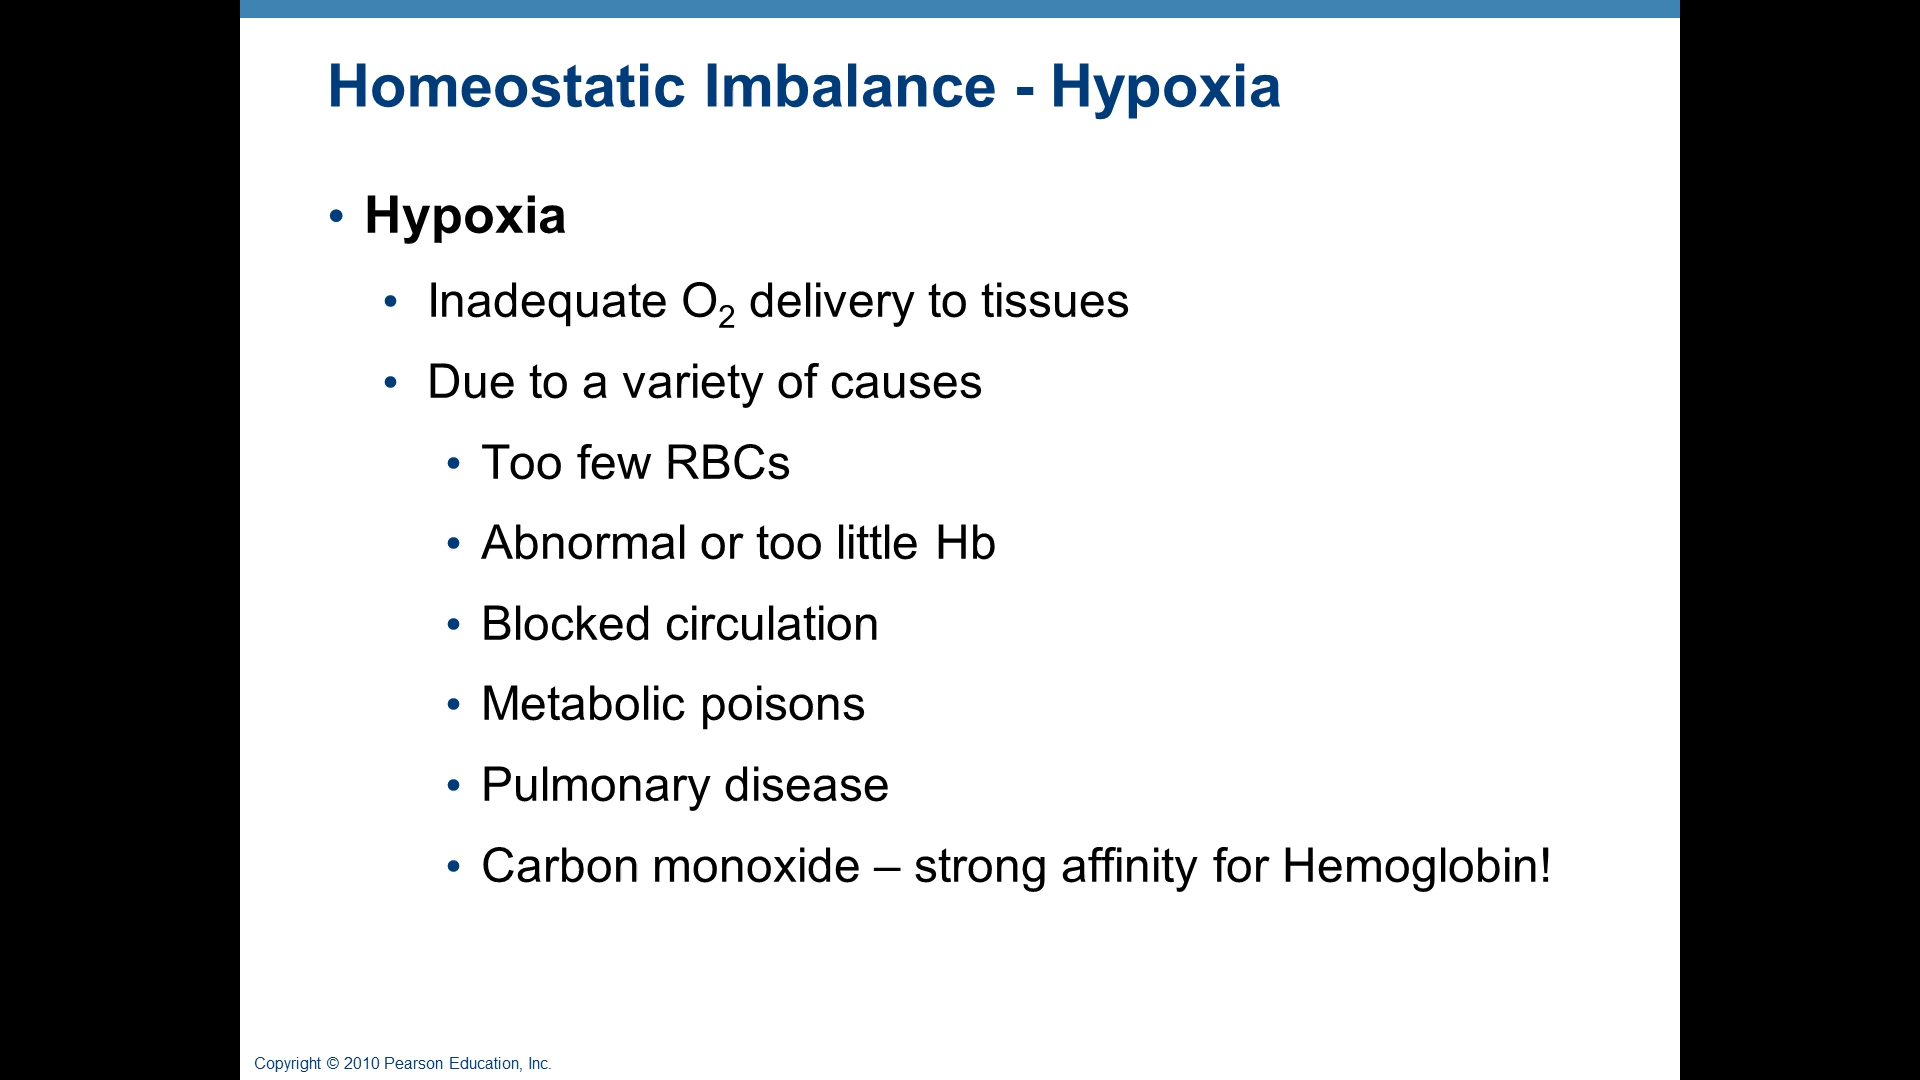 Homeostatic Imbalance - Hypoxia
• Hypoxia
• Inadequate O₂ delivery to tissues
• Due to a variety of causes
• Too few RBCs
• Abnormal or too little Hb
• Blocked circulation
• Metabolic poisons
• Pulmonary disease
• Carbon monoxide – strong affinity for Hemoglobin!
Copyright © 2010 Pearson Education, Inc.